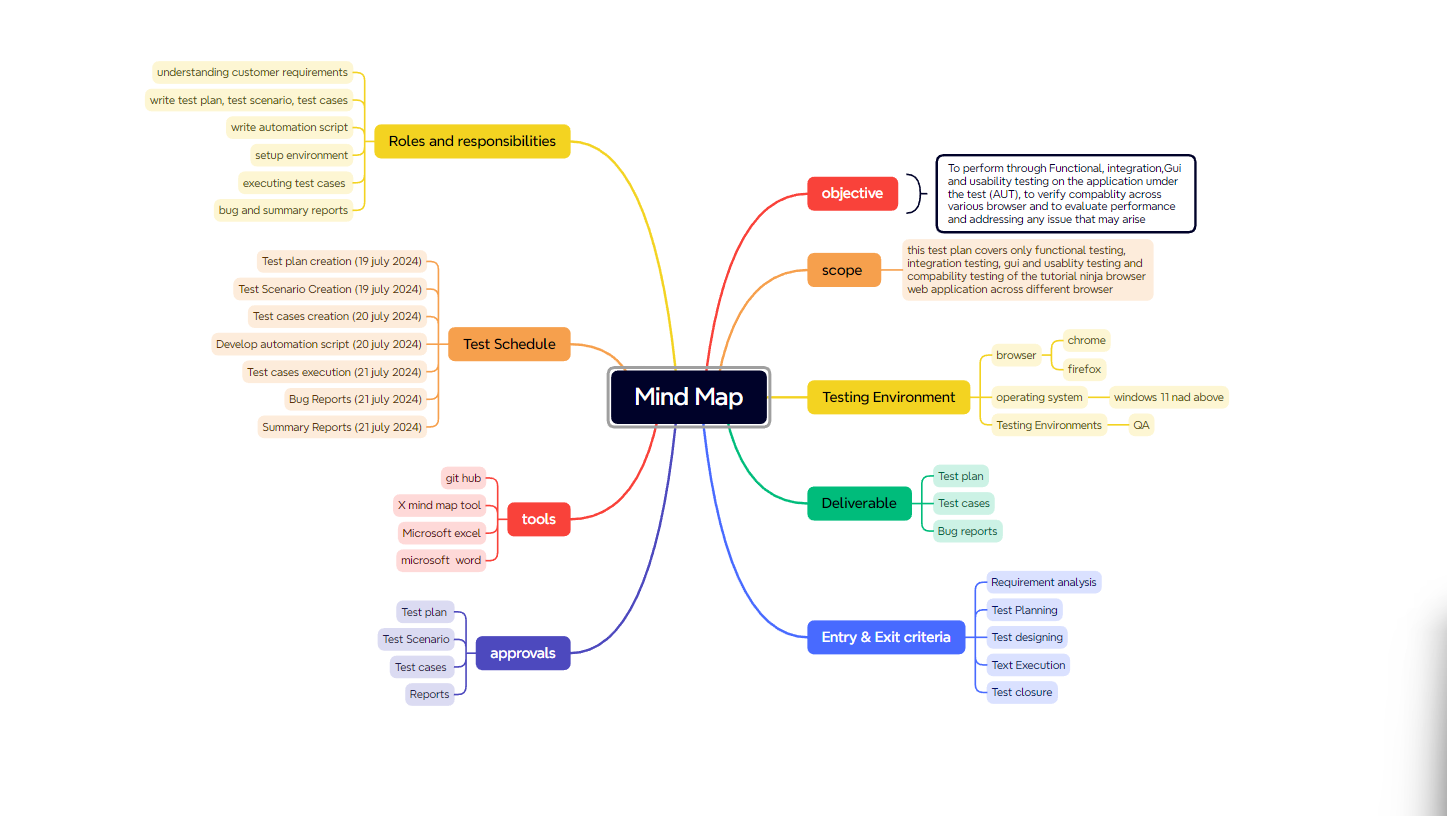 Mind Map
Roles and responsibilities
understanding customer requirements
write test plan, test scenario, test cases
write automation script
setup environment
executing test cases
bug and summary reports
Test Schedule
Test plan creation (19 july 2024)
Test Scenario Creation (19 july 2024)
Test cases creation (20 july 2024)
Develop automation script (20 july 2024)
Test cases execution (21 july 2024)
Bug Reports (21 july 2024)
Summary Reports (21 july 2024)
tools
git hub
X mind map tool
Microsoft excel
microsoft  word
approvals
Test plan
Test Scenario
Test cases
Reports
objective
To perform through Functional, integration,Gui
and usability testing on the application under
the test (AUT), to verify compablity across
various browser and to evaluate performance
and addressing any issue that may arise
scope
this test plan covers only functional testing,
integration testing, gui and usablity testing and
compability testing of the tutorial ninja browser
web application across different browser
Testing Environment
browser
chrome
firefox
operating system
windows 11 nad above
Testing Environments
QA
Deliverable
Test plan
Test cases
Bug reports
Entry & Exit criteria
Requirement analysis
Test Planning
Test designing
Text Execution
Test closure